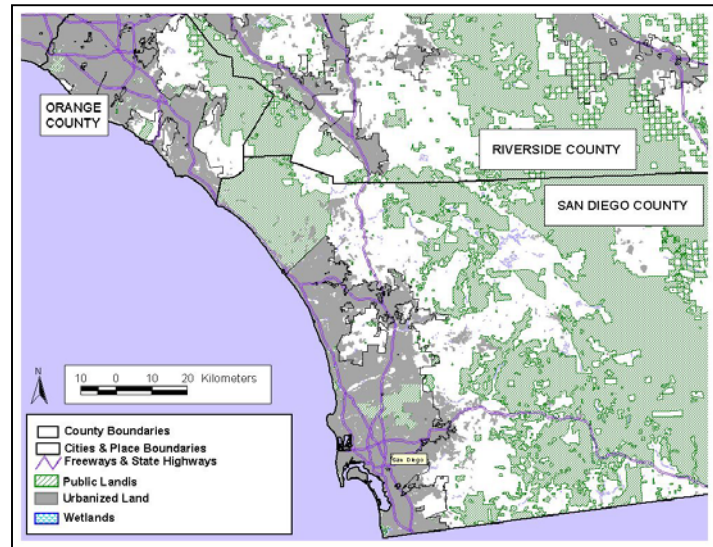 ORANGE
COUNTY
RIVERSIDE COUNTY
SAN DIEGO COUNTY
N
10 0 10 20 Kilometers
County Boundaries
Cities & Place Boundaries
Freeways & State Highways
Public Landis
Urbanized Land
Wetlands
San Diego